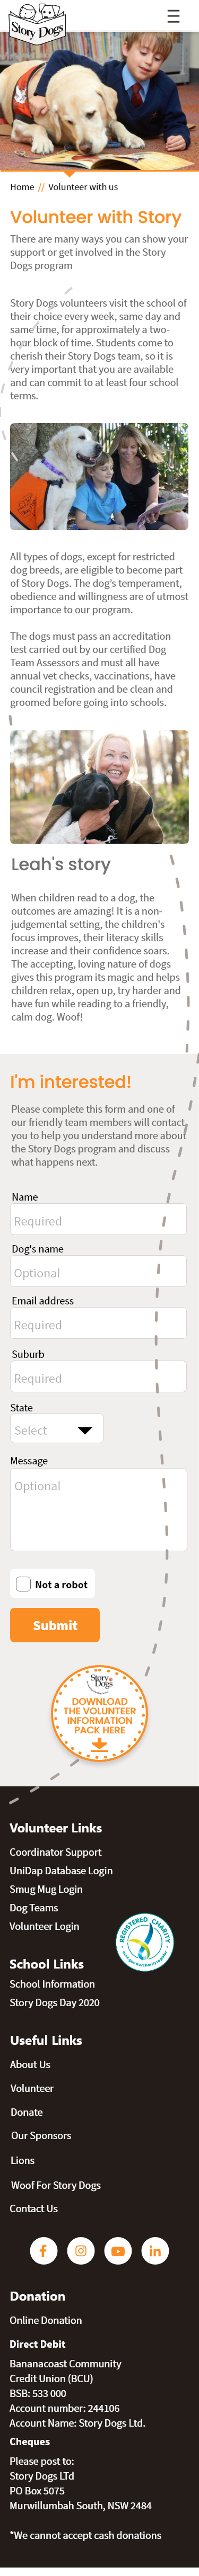 Story Dogs
Home // Volunteer with us
Volunteer with Story
There are many ways you can show your
support or get involved in the Story
Dogs program
Story Dogs volunteers visit the school of
their choice every week, same day and
same time, for approximately a two-
hour block of time. Students come to
cherish their Story Dogs team, so it is
very important that you are available
and can commit to at least four school
terms.
All types of dogs, except for restricted
dog breeds, are eligible to become part
of Story Dogs. The dog's temperament,
obedience and willingness are of utmost
importance to our program.
The dogs must pass an accreditation
test carried out by our certified Dog
Team Assessors and must all have
annual vet checks, vaccinations, have
council registration and be clean and
groomed before going into schools.
Leah's story
When children read to a dog, the
outcomes are amazing! It is a non-
judgemental setting, the children's
focus improves, their literacy skills
increase and their confidence soars.
The accepting, loving nature of dogs
gives this program its magic and helps
children relax, open up, try harder and
have fun while reading to a friendly,
calm dog. Woof!
I'm interested!
Please complete this form and one of
our friendly team members will contact
you to help you understand more about
the Story Dogs program and discuss
what happens next.
Name
Required
Dog's name
Optional
Email address
Required
Suburb
Required
State
Select
Message
Optional
Not a robot
Submit
Story Dogs
DOWNLOAD
THE VOLUNTEER
INFORMATION
PACK HERE
Volunteer Links
Coordinator Support
UniDap Database Login
Smug Mug Login
Dog Teams
Volunteer Login
REGISTERED CHARITY
acnc.gov.au/charityregister
School Links
School Information
Story Dogs Day 2020
Useful Links
About Us
Volunteer
Donate
Our Sponsors
Lions
Woof For Story Dogs
Contact Us
Donation
Online Donation
Direct Debit
Bananacoast Community
Credit Union (BCU)
BSB: 533 000
Account number: 244106
Account Name: Story Dogs Ltd.
Cheques
Please post to:
Story Dogs LTd
PO Box 5075
Murwillumbah South, NSW 2484
*We cannot accept cash donations